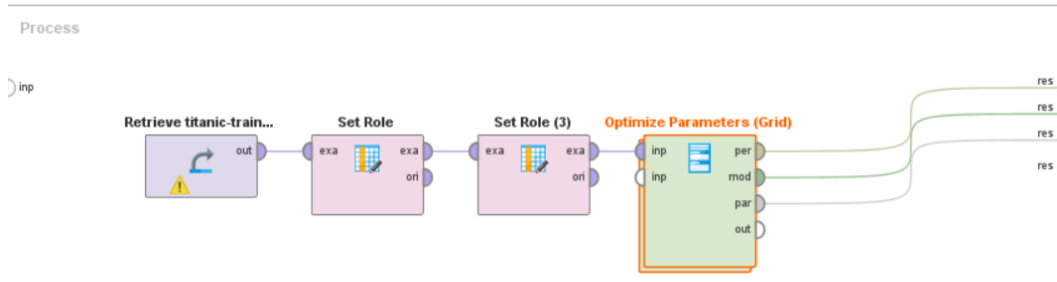 Process
inp
res
res
res
res
Retrieve titanic-train...
Set Role
Set Role (3)
Optimize Parameters (Grid)
out
exa
exa
ori
exa
exa
ori
inp
inp
per
mod
par
out